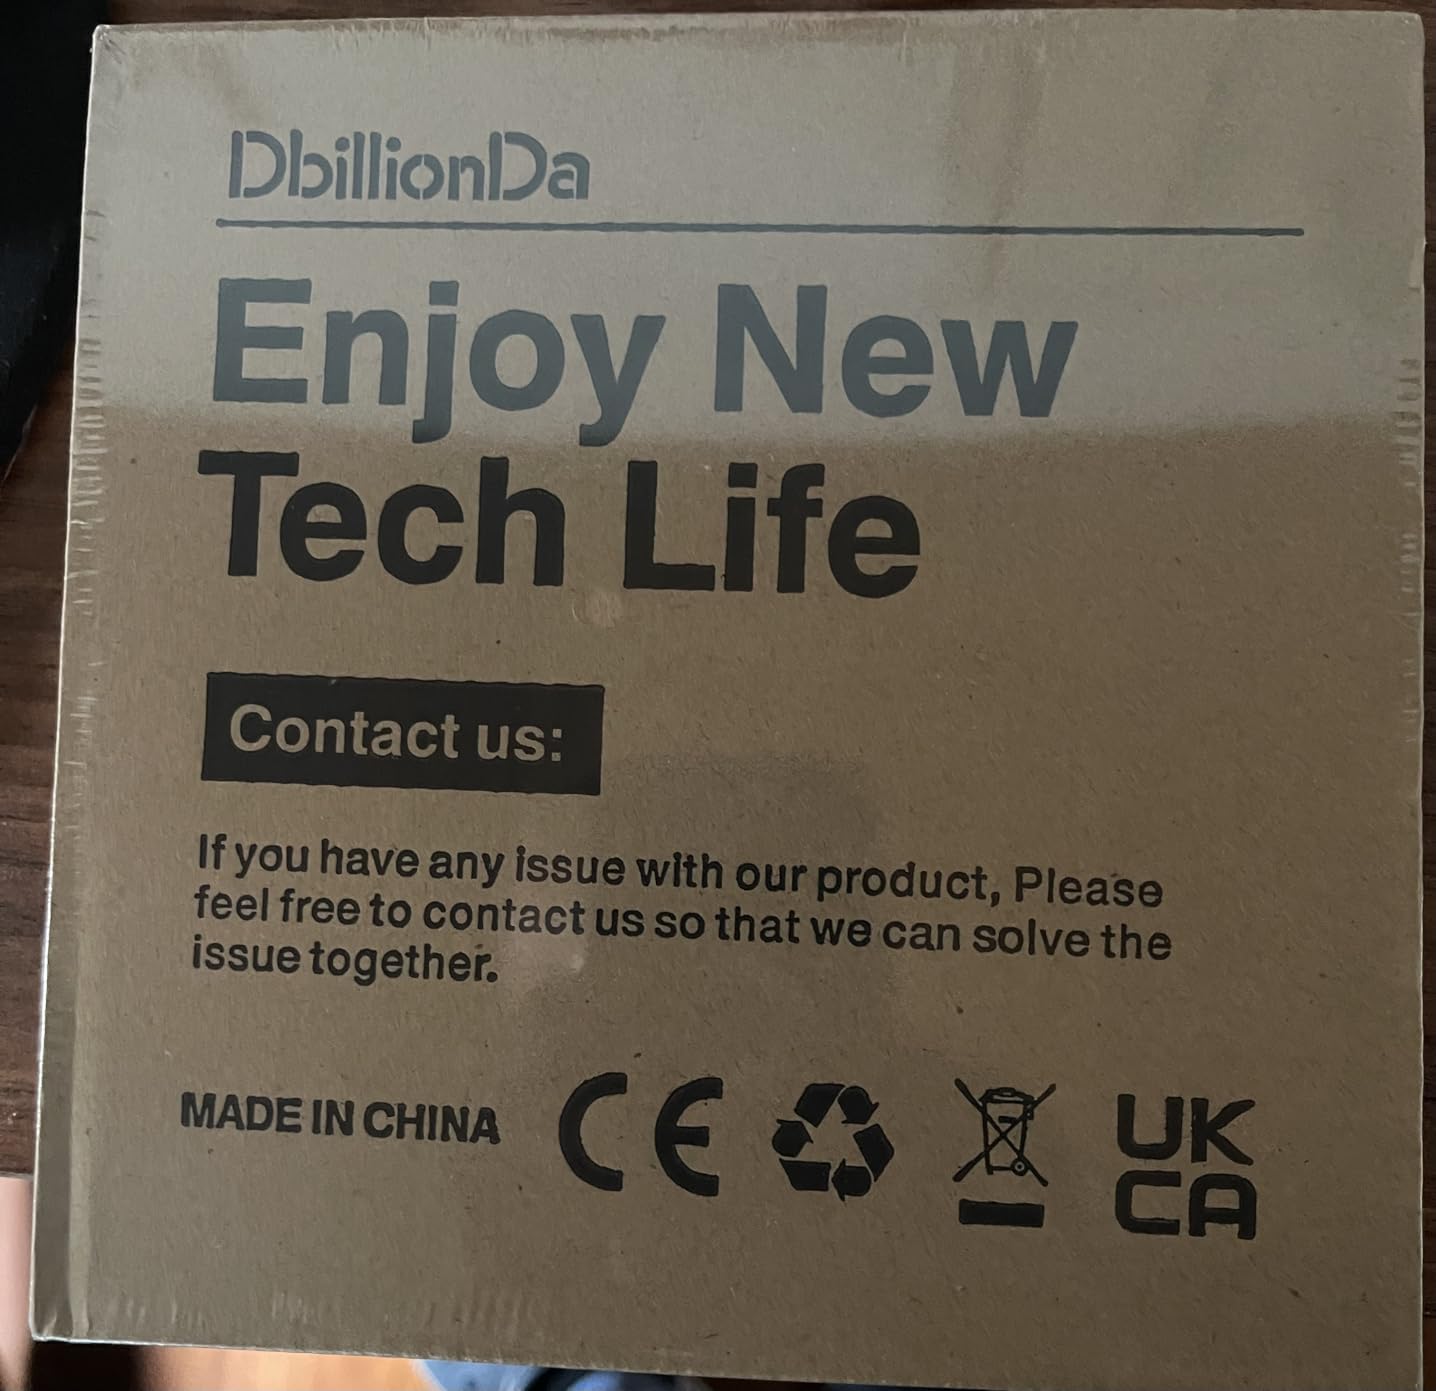 DbillionDa
Enjoy New
Tech Life
Contact us:
If you have any issue with our product, Please
feel free to contact us so that we can solve the
issue together.
MADE IN CHINA CE UK
CA